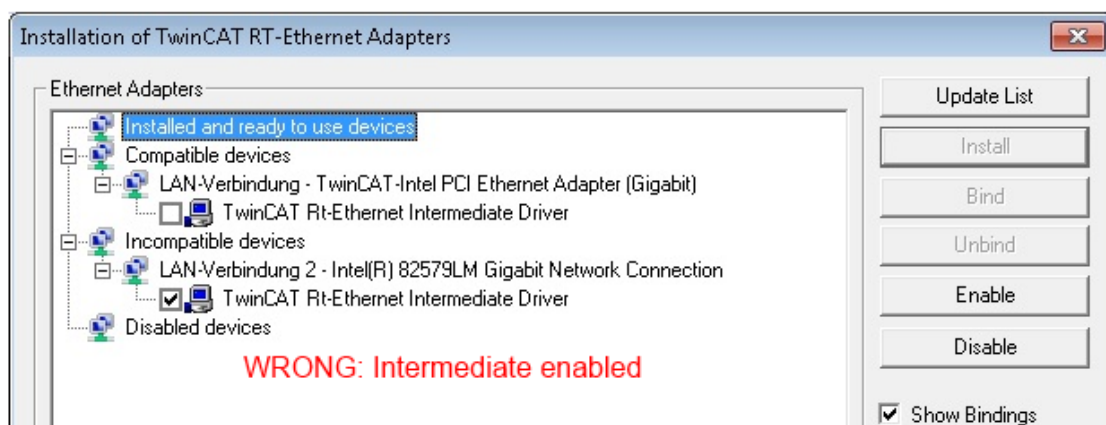 Installation of TwinCAT RT-Ethernet Adapters
Ethernet Adapters
Installed and ready to use devices
Compatible devices
LAN-Verbindung - TwinCAT-Intel PCI Ethernet Adapter (Gigabit)
TwinCAT Rt-Ethernet Intermediate Driver
Incompatible devices
LAN-Verbindung 2 - Intel(R) 82579LM Gigabit Network Connection
TwinCAT Rt-Ethernet Intermediate Driver
Disabled devices
WRONG: Intermediate enabled
Update List
Install
Bind
Unbind
Enable
Disable
Show Bindings